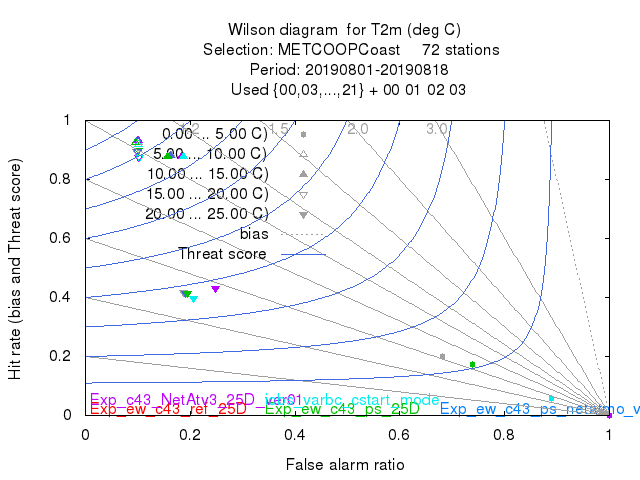 Wilson diagram for T2m (deg C)
Selection: METCOOPCoast 72 stations
Period: 20190801-20190818
Used {00,03,...,21} + 00 01 02 03
Hit rate (bias and Threat score)
1
0.8
0.6
0.4
0.2
0
1.5
2.0
3.0
0.00 ... 5.00 C)
5.00 ... 10.00 C)
10.00 ... 15.00 C)
15.00 ... 20.00 C)
20.00 ... 25.00 C)
bias
Threat score
Exp_c43_NetAtv3_25D_ver01
varbc_cstart_mode
Exp_ew_c43_ref_25D
Exp_ew_c43_ps_25D
Exp_ew_c43_ps_netatmo_v
0
0.2
0.4
0.6
0.8
1
False alarm ratio